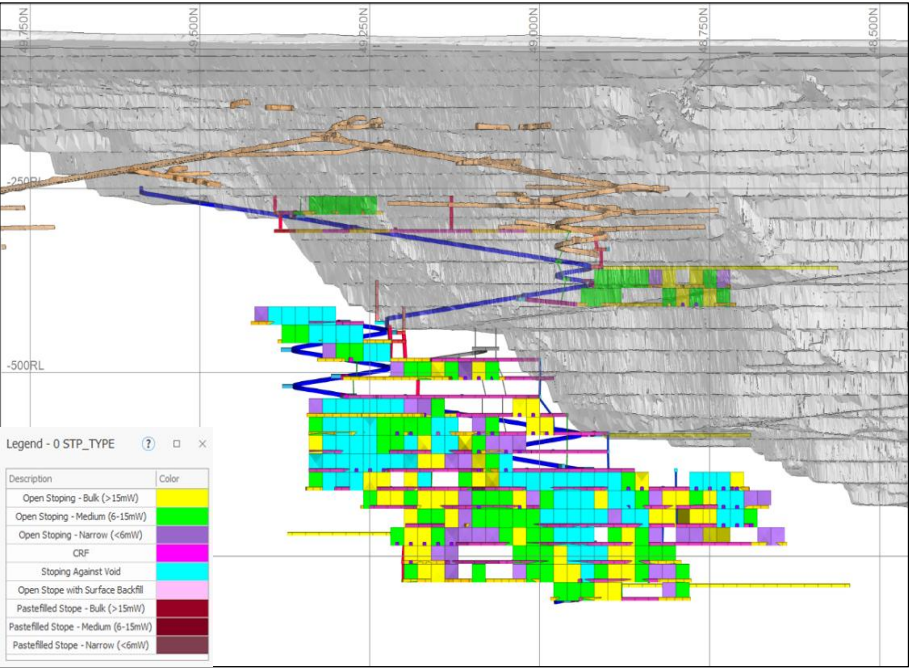 49,750N
49,500N
49,250N
49,000N
48,750N
48,500N
-250RL
-500RL
Legend - 0 STP_TYPE
Description Color
Open Stoping - Bulk (>15mW)
Open Stoping - Medium (6-15mW)
Open Stoping - Narrow (<6mW)
CRF
Stoping Against Void
Open Stope with Surface Backfill
Pastefilled Stope - Bulk (>15mW)
Pastefilled Stope - Medium (6-15mW)
Pastefilled Stope - Narrow (<6mW)